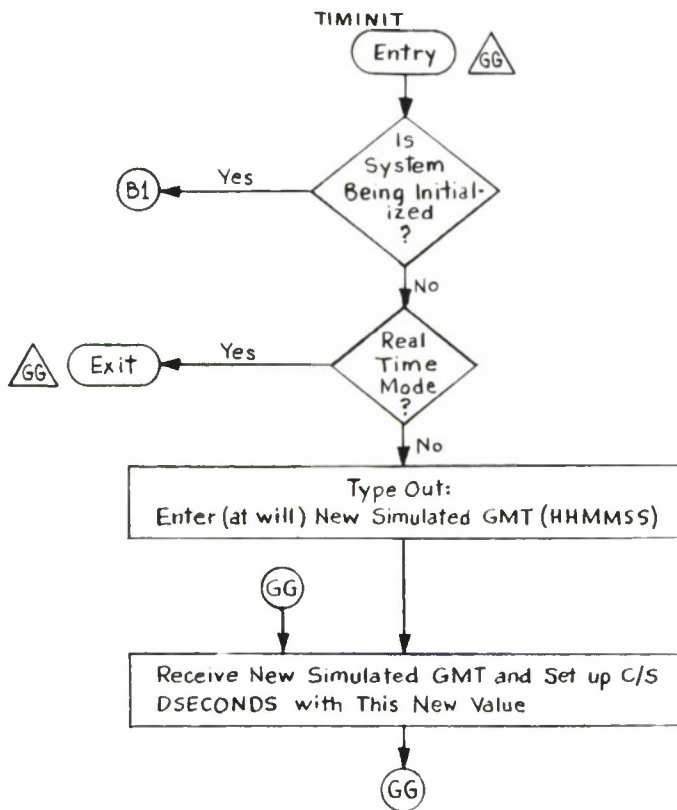 TIMINIT
Entry
GG
Is
System
Being Initial-
ized
?
B1
Yes
No
GG
Exit
Yes
Real
Time
Mode
?
No
Type Out:
Enter (at will) New Simulated GMT (HHMMSS)
GG
Receive New Simulated GMT and Set up C/S
DSECONDS with This New Value
GG